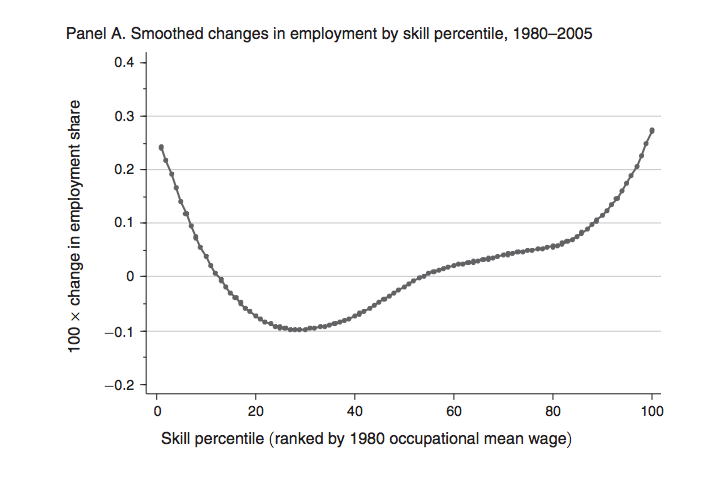 Panel A. Smoothed changes in employment by skill percentile, 1980–2005
100 × change in employment share
0.4
0.3
0.2
0.1
0
−0.1
−0.2
0 20 40 60 80 100
Skill percentile (ranked by 1980 occupational mean wage)